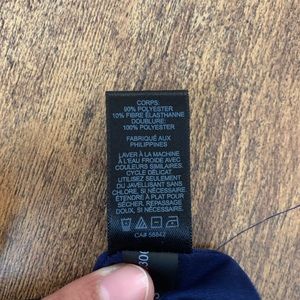 CORPS:
90% POLYESTER
10% FIBRE ÉLASTHANNE
DOUBLURE:
100% POLYESTER
FABRIQUÉ AUX
PHILIPPINES
LAVER À LA MACHINE
À L'EAU FROIDE AVEC
COULEURS SIMILAIRES.
CYCLE DÉLICAT.
UTILISEZ SEULEMENT
DU JAVELLISANT SANS
CHLORE, SI NÉCESSAIRE.
ÉTENDRE À PLAT POUR
SÉCHER. REPASSAGE
DOUX, SI NÉCESSAIRE.
CA# 56842